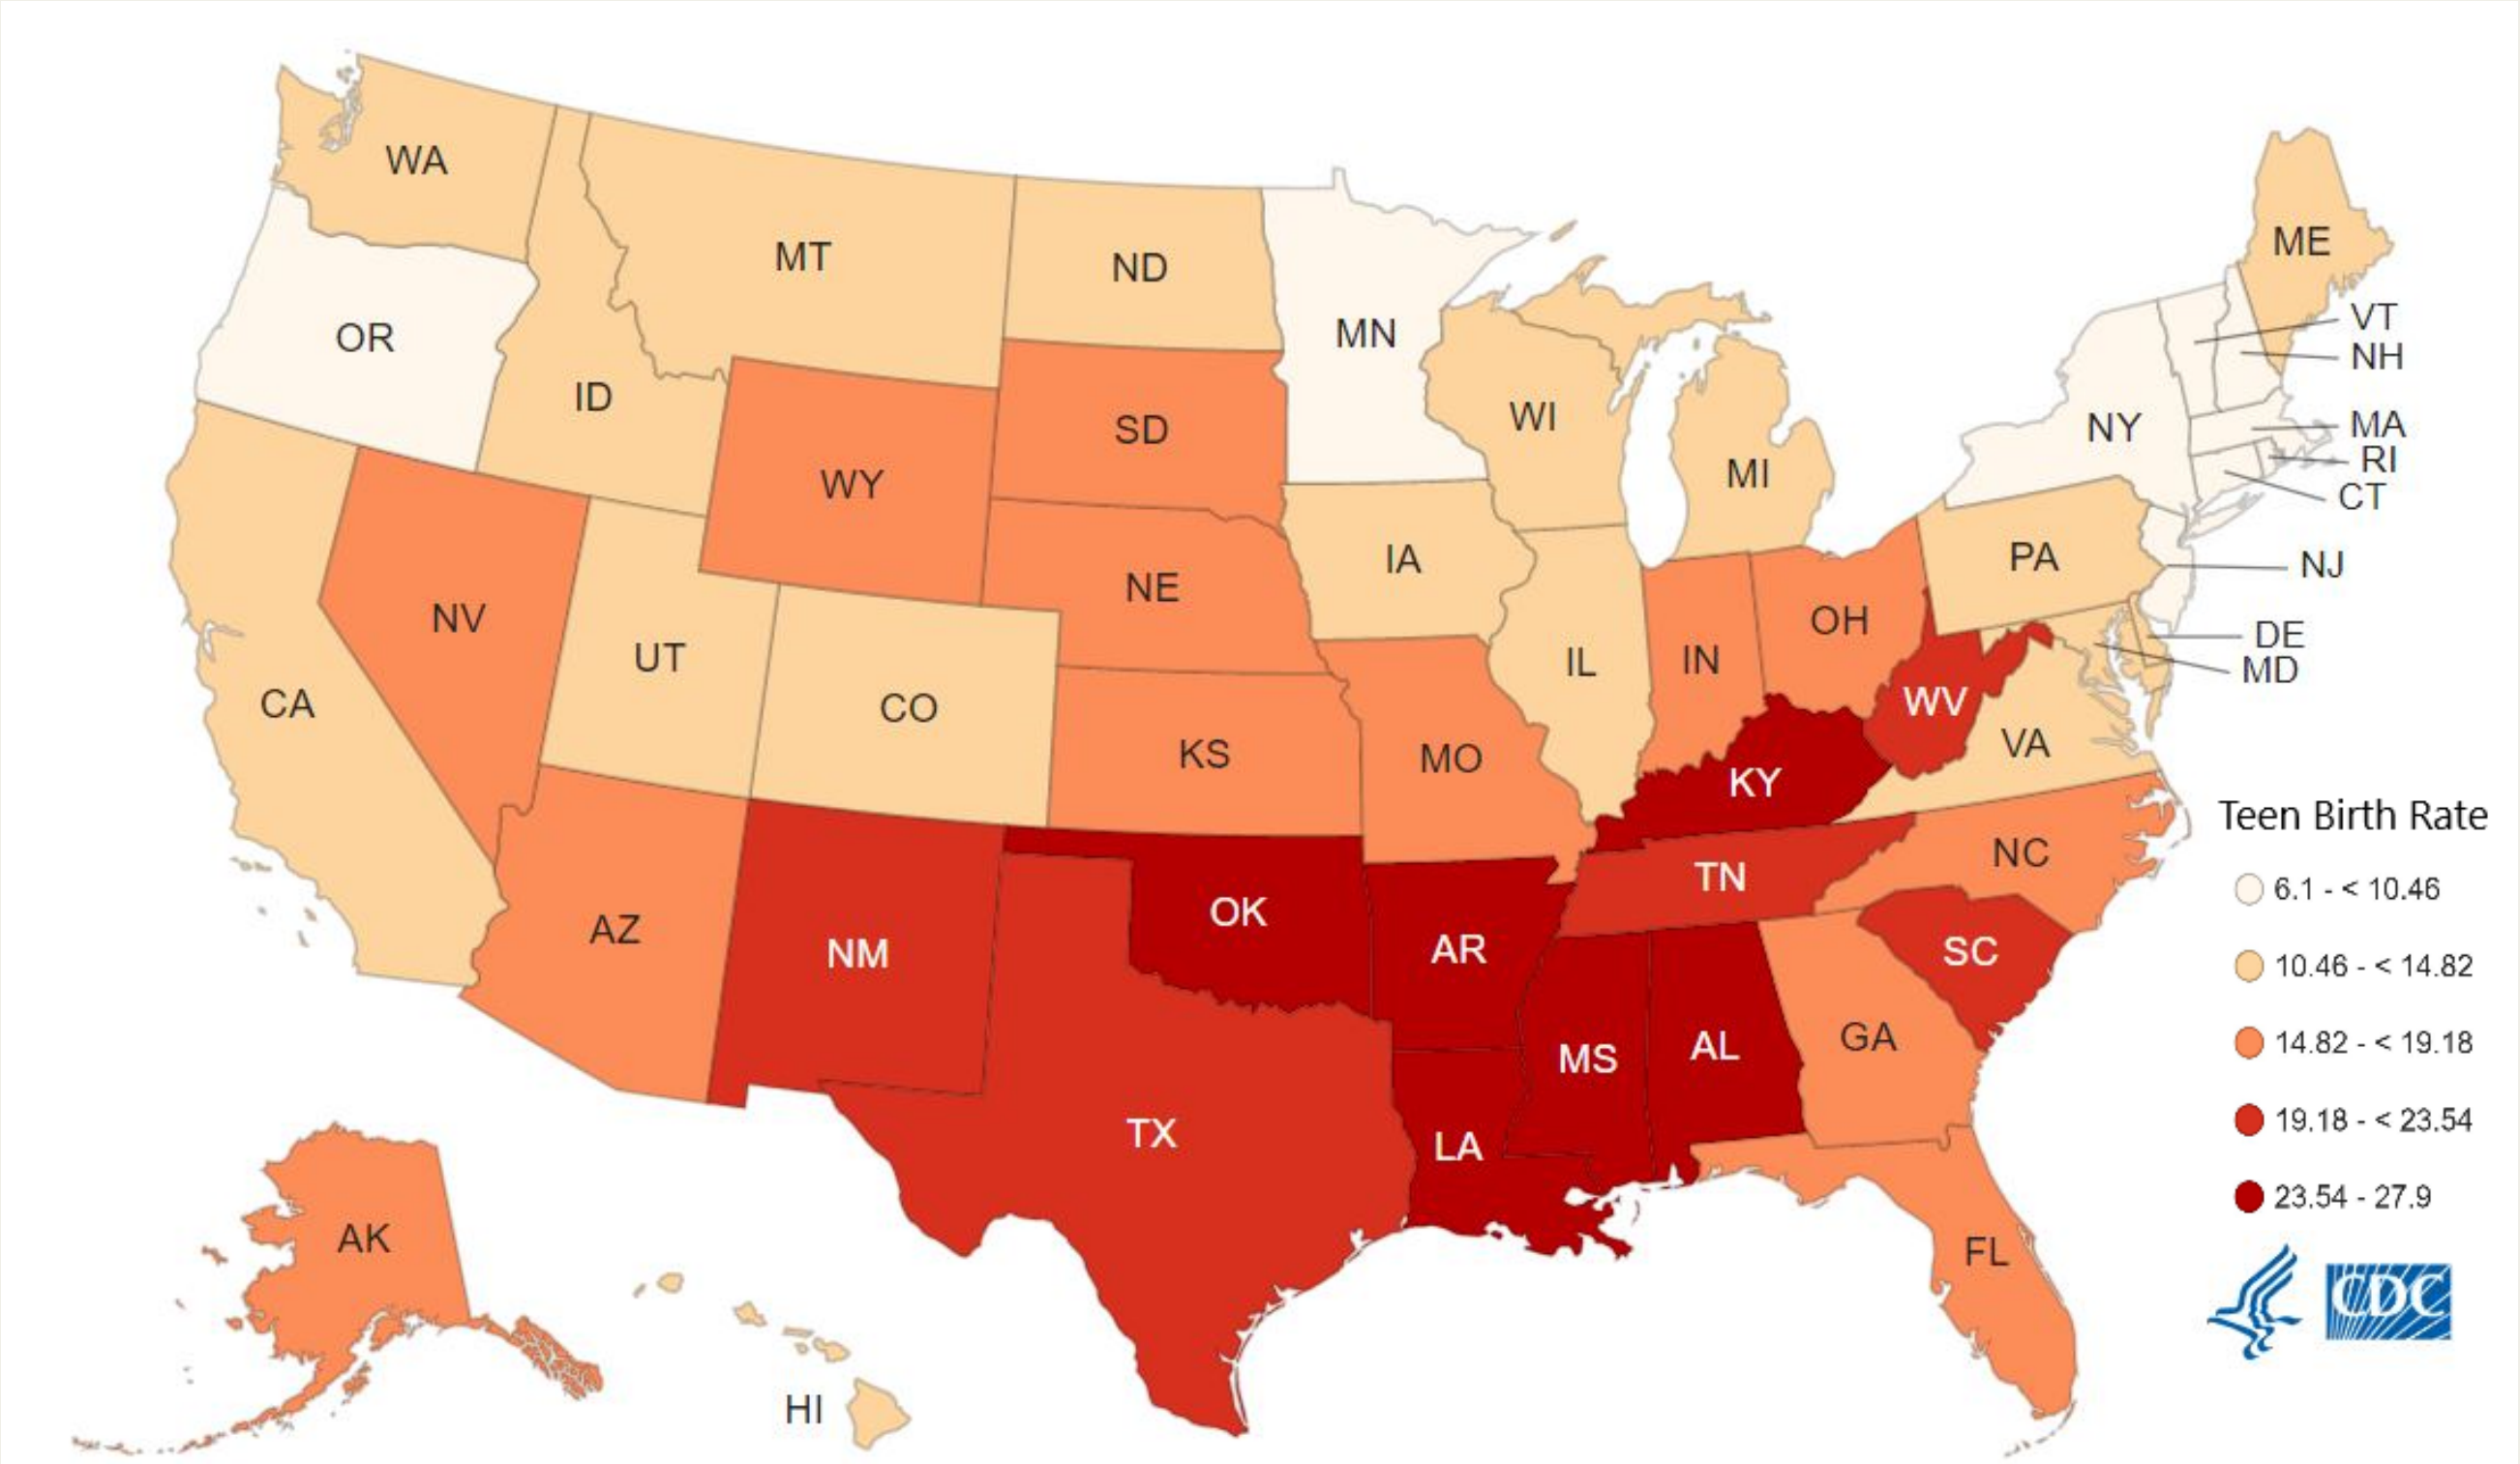 WA
MT
ND
MN
ME
VT
NH
OR
ID
WY
SD
WI
MI
NY
MA
RI
CT
IA
PA
NJ
NE
NV
UT
CO
CA
IL
IN
OH
DE
MD
WV
VA
KS
MO
KY
Teen Birth Rate
6.1 - < 10.46
10.46 - < 14.82
14.82 - < 19.18
19.18 - < 23.54
23.54 - 27.9
CDC
NC
TN
OK
AR
AZ
NM
SC
MS
AL
GA
TX
LA
FL
AK
HI